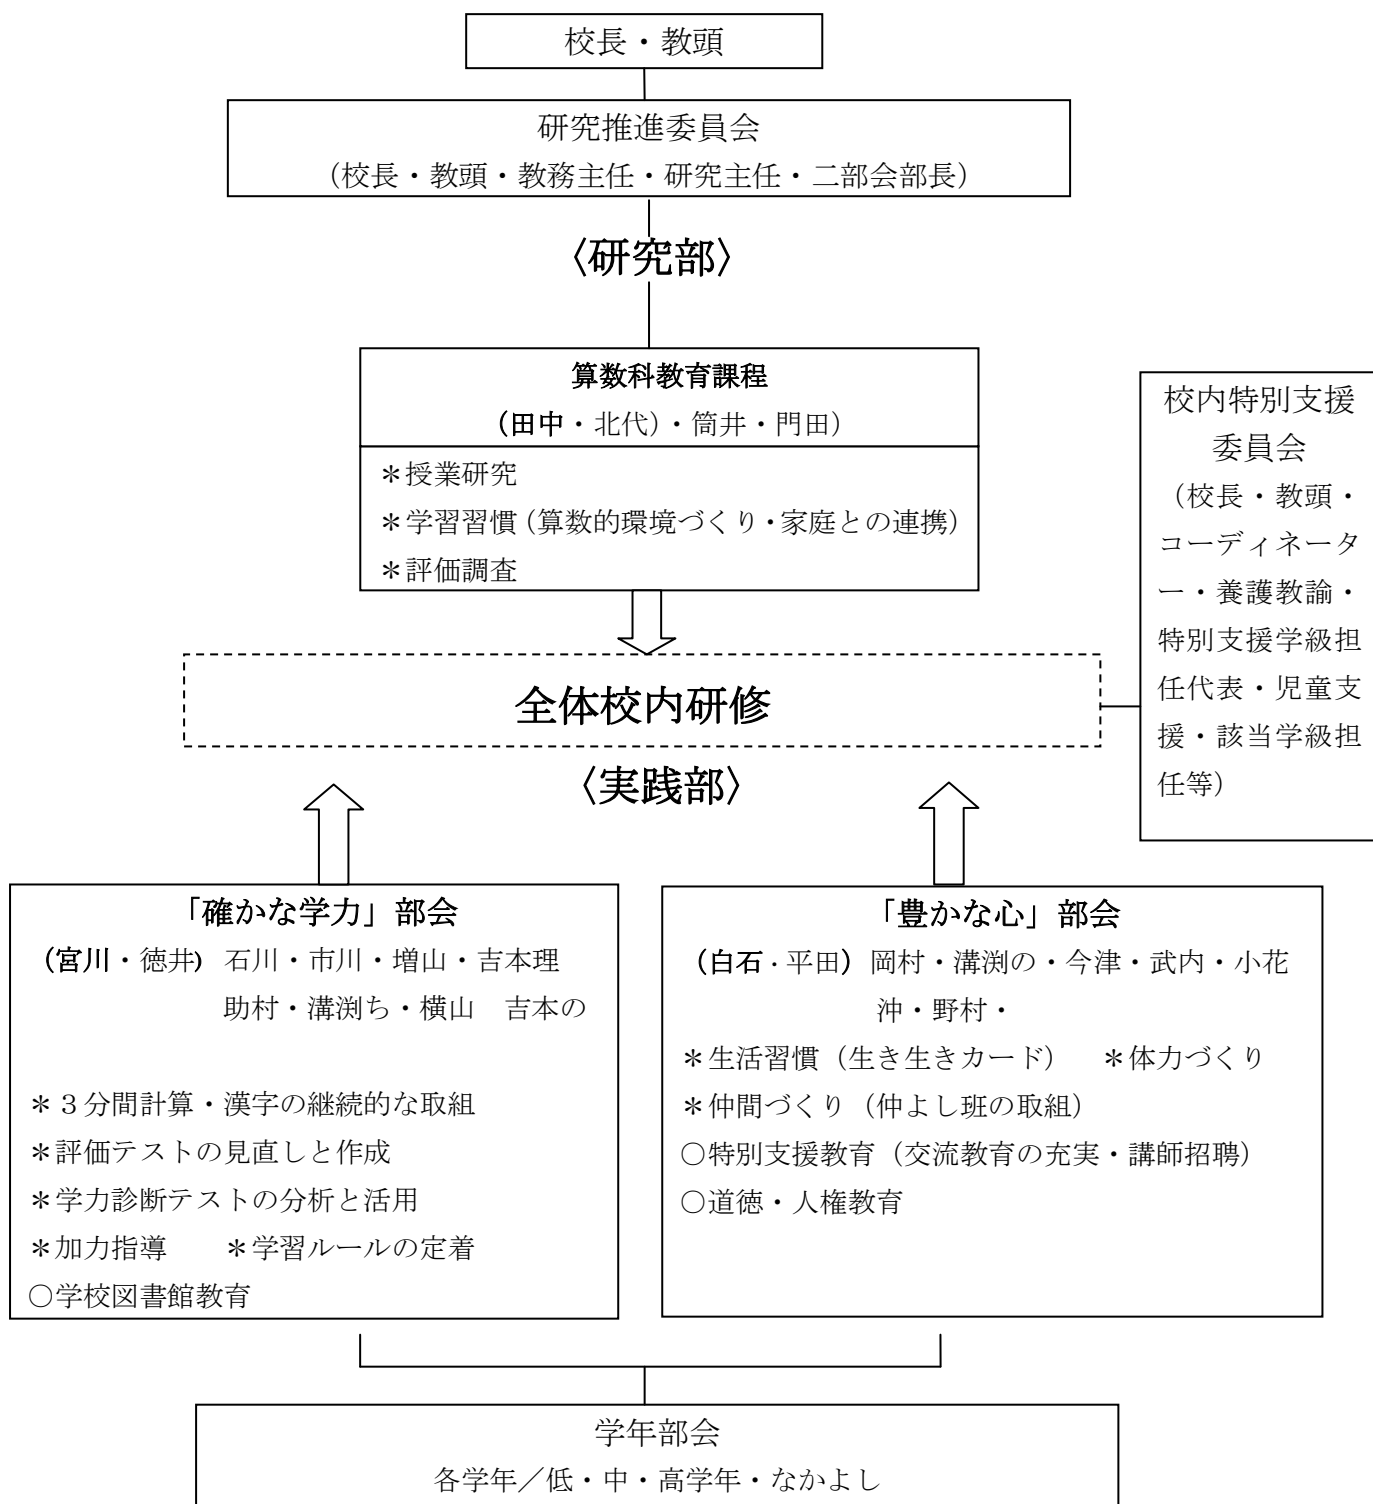 校長・教頭
研究推進委員会
（校長・教頭・教務主任・研究主任・二部会部長）
〈研究部〉
算数科教育課程
（田中・北代）・筒井・門田）
＊授業研究
＊学習習慣（算数的環境づくり・家庭との連携）
＊評価調査
校内特別支援
委員会
（校長・教頭・
コーディネータ
ー・養護教諭・
特別支援学級担
任代表・児童支
援・該当学級担
任等）
全体校内研修
〈実践部〉
「確かな学力」部会
（宮川・徳井）石川・市川・増山・吉本理
助村・溝渕ち・横山　吉本の
＊３分間計算・漢字の継続的な取組
＊評価テストの見直しと作成
＊学力診断テストの分析と活用
＊加力指導　　＊学習ルールの定着
○学校図書館教育
「豊かな心」部会
（白石・平田）岡村・溝渕の・今津・武内・小花
沖・野村・
＊生活習慣（生き生きカード）　＊体力づくり
＊仲間づくり（仲よし班の取組）
○特別支援教育（交流教育の充実・講師招聘）
○道徳・人権教育
学年部会
各学年／低・中・高学年・なかよし